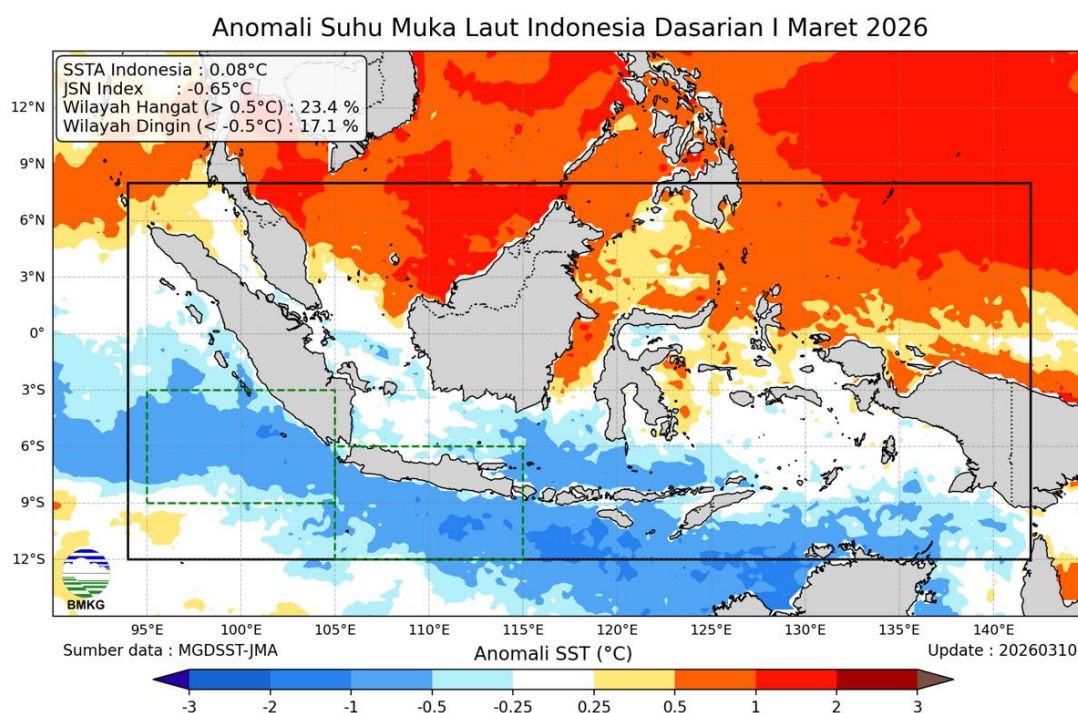 Anomali Suhu Muka Laut Indonesia Dasarian I Maret 2026
SSTA Indonesia : 0.08°C
JSN Index : -0.65°C
Wilayah Hangat (> 0.5°C) : 23.4 %
Wilayah Dingin (< -0.5°C) : 17.1 %
12°N
9°N
6°N
3°N
0°
3°S
6°S
9°S
12°S
BMKG
95°E 100°E 105°E 110°E 115°E 120°E 125°E 130°E 135°E 140°E
Sumber data : MGDSST-JMA
Anomali SST (°C)
Update : 20260310
-3 -2 -1 -0.5 -0.25 0.25 0.5 1 2 3